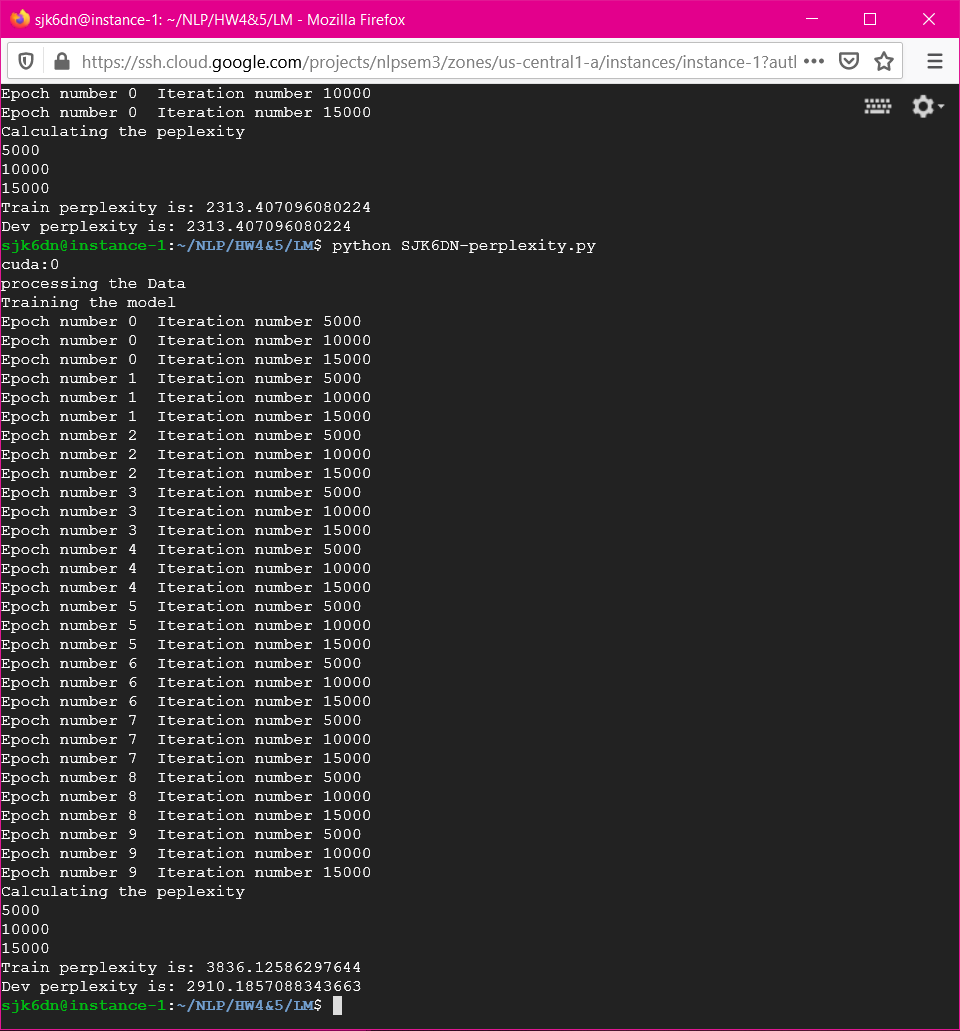 sjk6dn@instance-1: ~/NLP/HW4&5/LM - Mozilla Firefox
https://ssh.cloud.google.com/projects/nlpsem3/zones/us-central1-a/instances/instance-1?autl
Epoch number 0  Iteration number 10000
Epoch number 0  Iteration number 15000
Calculating the peplexity
5000
10000
15000
Train perplexity is: 2313.407096080224
Dev perplexity is: 2313.407096080224
sjk6dn@instance-1:~/NLP/HW4&5/LM$ python SJK6DN-perplexity.py
cuda:0
processing the Data
Training the model
Epoch number 0  Iteration number 5000
Epoch number 0  Iteration number 10000
Epoch number 0  Iteration number 15000
Epoch number 1  Iteration number 5000
Epoch number 1  Iteration number 10000
Epoch number 1  Iteration number 15000
Epoch number 2  Iteration number 5000
Epoch number 2  Iteration number 10000
Epoch number 2  Iteration number 15000
Epoch number 3  Iteration number 5000
Epoch number 3  Iteration number 10000
Epoch number 3  Iteration number 15000
Epoch number 4  Iteration number 5000
Epoch number 4  Iteration number 10000
Epoch number 4  Iteration number 15000
Epoch number 5  Iteration number 5000
Epoch number 5  Iteration number 10000
Epoch number 5  Iteration number 15000
Epoch number 6  Iteration number 5000
Epoch number 6  Iteration number 10000
Epoch number 6  Iteration number 15000
Epoch number 7  Iteration number 5000
Epoch number 7  Iteration number 10000
Epoch number 7  Iteration number 15000
Epoch number 8  Iteration number 5000
Epoch number 8  Iteration number 10000
Epoch number 8  Iteration number 15000
Epoch number 9  Iteration number 5000
Epoch number 9  Iteration number 10000
Epoch number 9  Iteration number 15000
Calculating the peplexity
5000
10000
15000
Train perplexity is: 3836.12586297644
Dev perplexity is: 2910.1857088343663
sjk6dn@instance-1:~/NLP/HW4&5/LM$